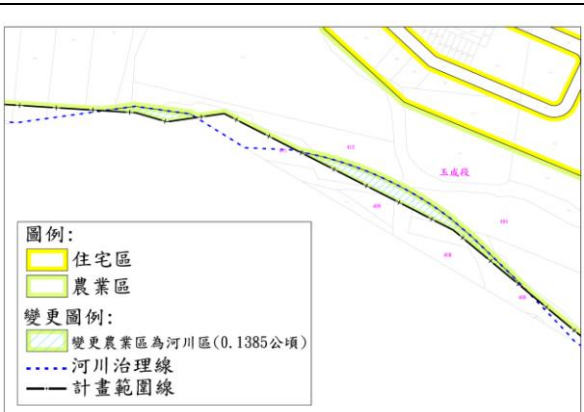 玉成段
圖例:
住宅區
農業區
變更圖例:
變更農業區為河川區(0.1385公頃)
河川治理線
計畫範圍線